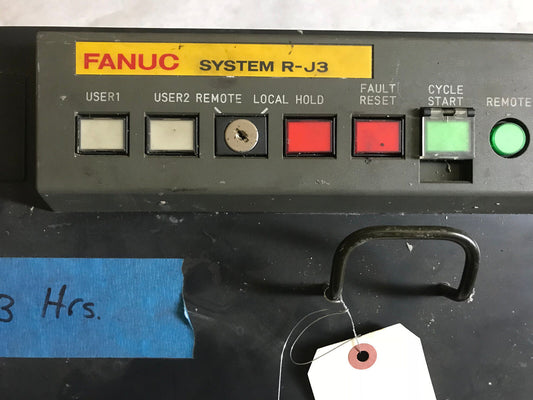 FANUC SYSTEM R-J3
USER1 USER2 REMOTE LOCAL HOLD FAULT RESET CYCLE START REMOTE
3 Hrs.